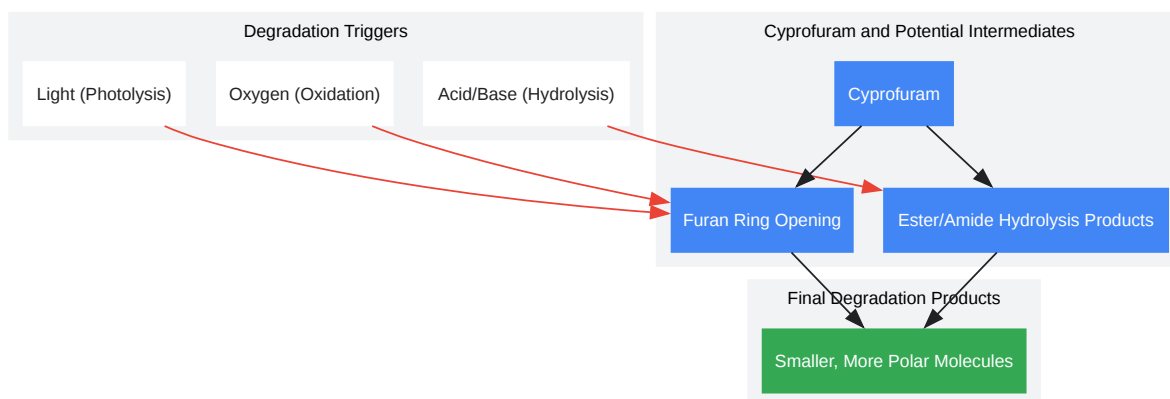 Degradation Triggers
Cyprofuram and Potential Intermediates
Light (Photolysis)
Oxygen (Oxidation)
Acid/Base (Hydrolysis)
Cyprofuram
Furan Ring Opening
Ester/Amide Hydrolysis Products
Final Degradation Products
Smaller, More Polar Molecules